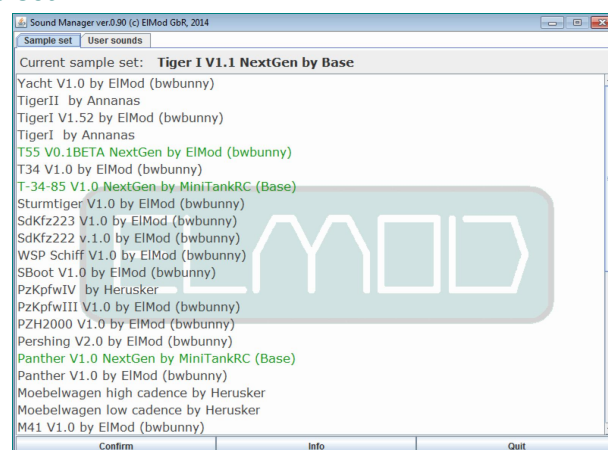 Sound Manager ver.0.90 (c) ElMod GbR, 2014
Sample set User sounds
Current sample set: Tiger I V1.1 NextGen by Base
Yacht V1.0 by ElMod (bwbunny)
TigerII by Annanas
TigerI V1.52 by ElMod (bwbunny)
TigerI by Annanas
T55 V0.1BETA NextGen by ElMod (bwbunny)
T34 V1.0 by ElMod (bwbunny)
T-34-85 V1.0 NextGen by MiniTankRC (Base)
Sturmtiger V1.0 by ElMod (bwbunny)
SdKfz223 V1.0 by ElMod (bwbunny)
SdKfz222 v.1.0 by ElMod (bwbunny)
WSP Schiff V1.0 by ElMod (bwbunny)
SBoot V1.0 by ElMod (bwbunny)
PzKpfwIV by Herusker
PzKpfwIII V1.0 by ElMod (bwbunny)
PZH2000 V1.0 by ElMod (bwbunny)
Pershing V2.0 by ElMod (bwbunny)
Panther V1.0 NextGen by MiniTankRC (Base)
Panther V1.0 by ElMod (bwbunny)
Moebelwagen high cadence by Herusker
Moebelwagen low cadence by Herusker
M41 V1.0 by ElMod (bwbunny)
ELMOD
Confirm Info Quit